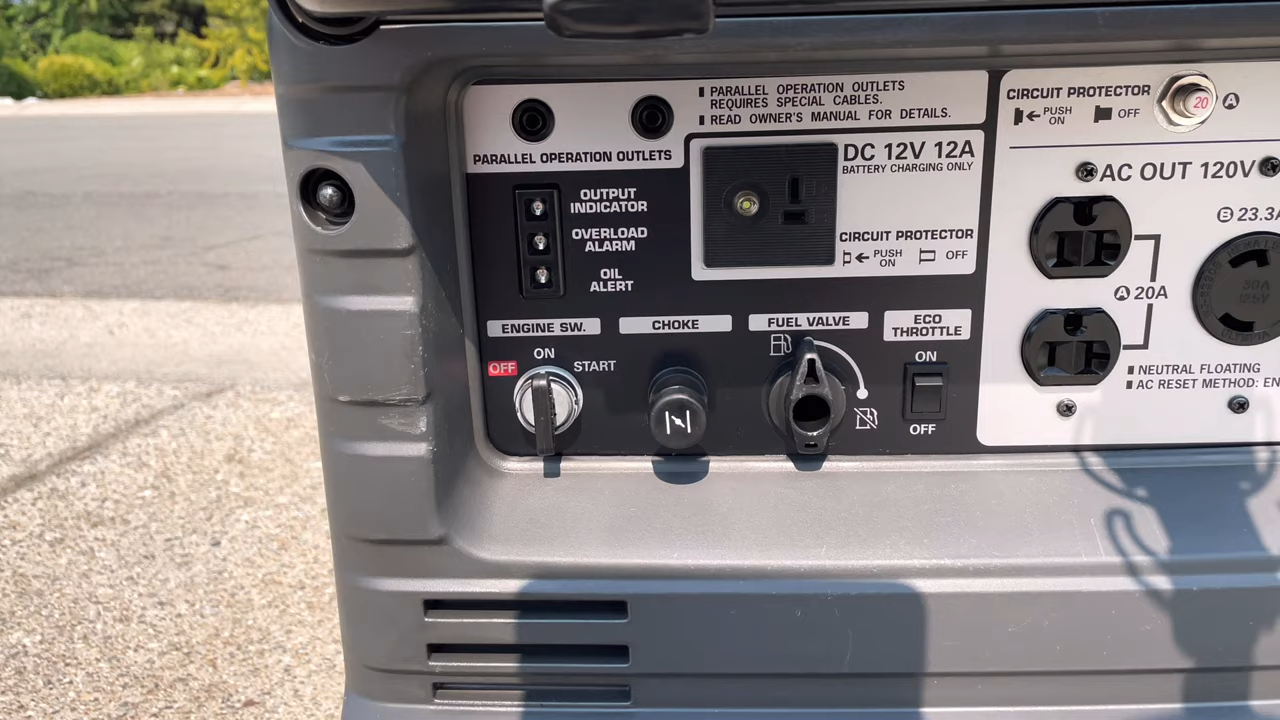 PARALLEL OPERATION OUTLETS
REQUIRES SPECIAL CABLES.
READ OWNER'S MANUAL FOR DETAILS.
PARALLEL OPERATION OUTLETS
DC 12V 12A
BATTERY CHARGING ONLY
CIRCUIT PROTECTOR
PUSH
ON
OFF
OUTPUT
INDICATOR
OVERLOAD
ALARM
OIL
ALERT
ENGINE SW.
OFF
ON
START
CHOKE
FUEL VALVE
ECO
THROTTLE
ON
OFF
CIRCUIT PROTECTOR
PUSH
ON
OFF
20
A
AC OUT 120V
A 20A
B 23.3A
30A
125V
NEUTRAL FLOATING
AC RESET METHOD: EN